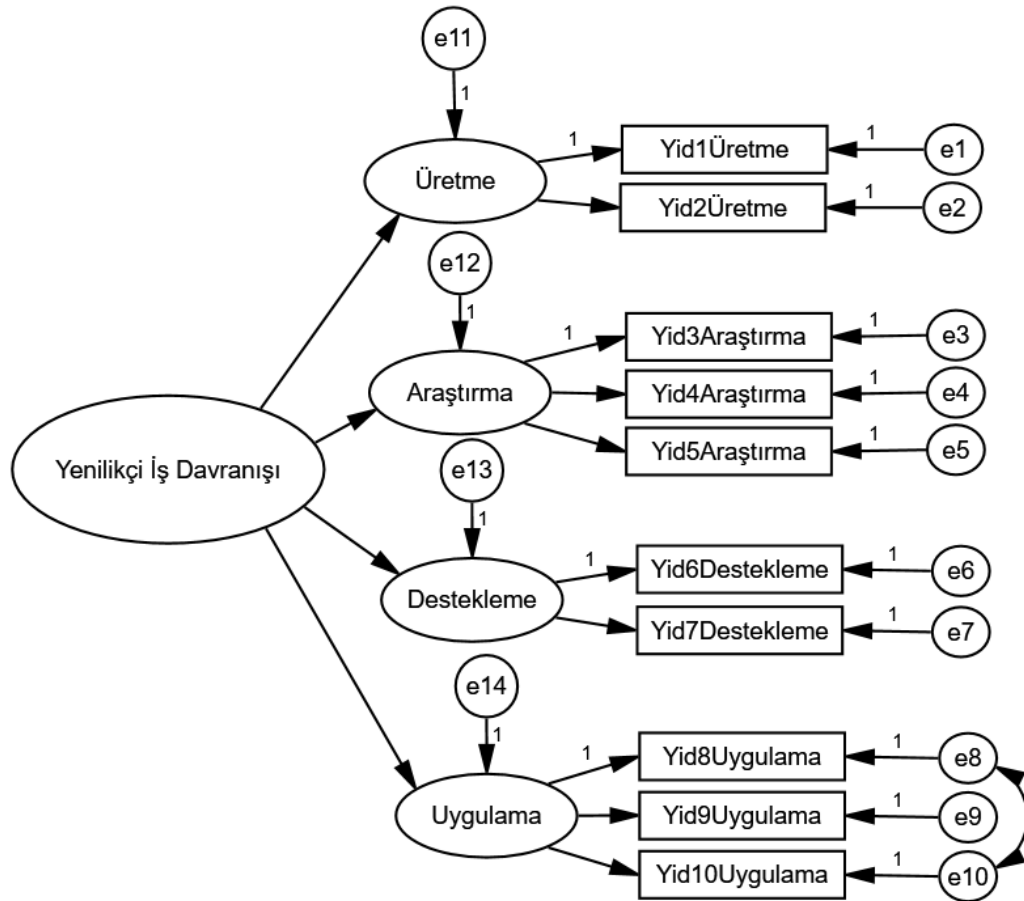 e11
1
Üretme
1
Yid1Üretme
1
e1
Yid2Üretme
1
e2
e12
1
Araştırma
1
Yid3Araştırma
1
e3
Yid4Araştırma
1
e4
Yid5Araştırma
1
e5
Yenilikçi İş Davranışı
e13
1
Destekleme
1
Yid6Destekleme
1
e6
Yid7Destekleme
1
e7
e14
1
Uygulama
1
Yid8Uygulama
1
e8
Yid9Uygulama
1
e9
Yid10Uygulama
1
e10